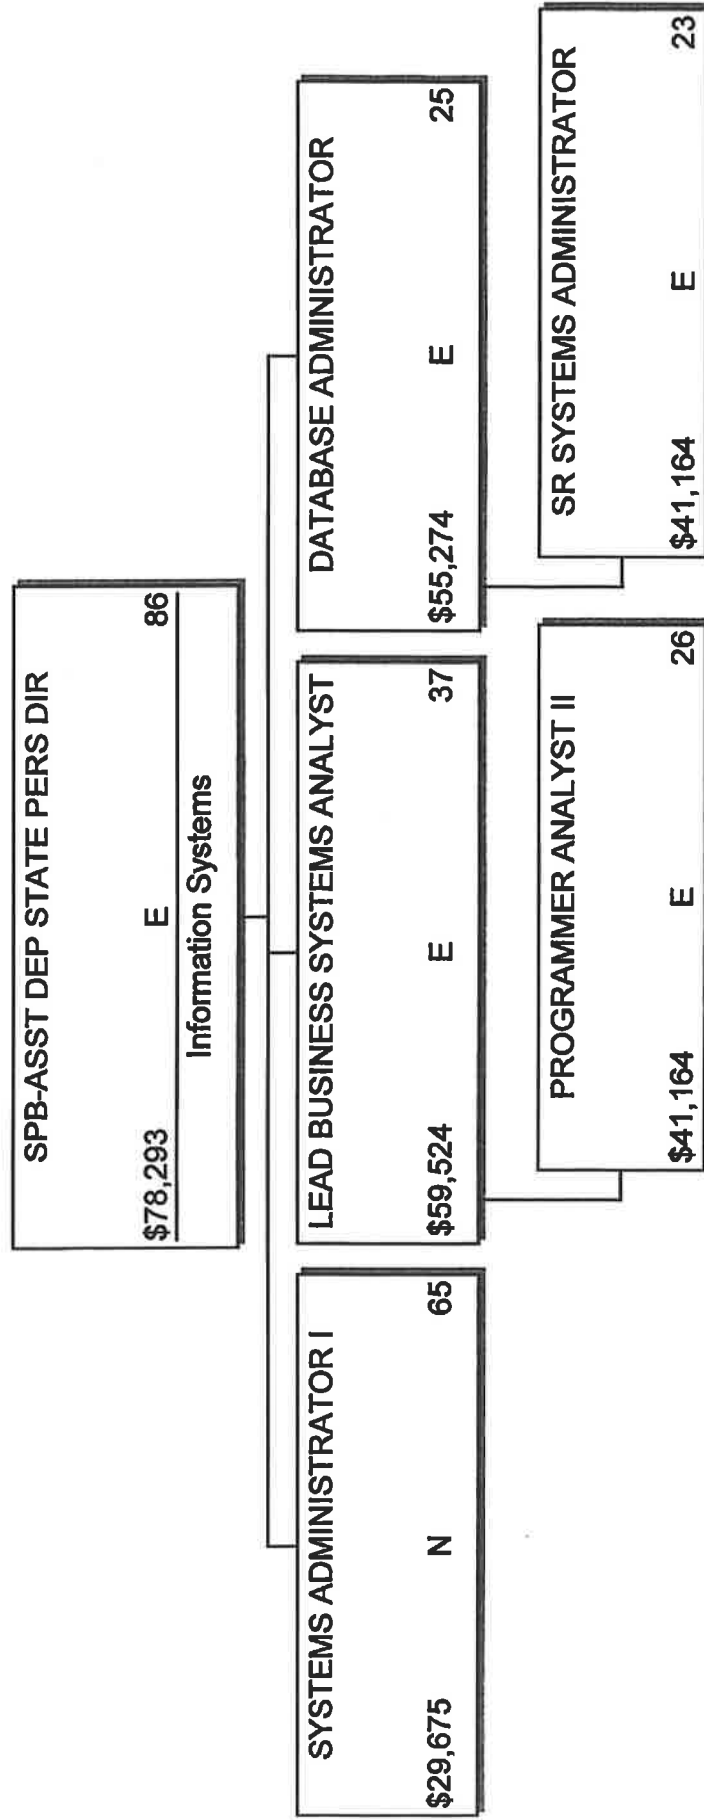 SPB-ASST DEP STATE PERS DIR
$78,293 E 86
Information Systems
SYSTEMS ADMINISTRATOR I
$29,675 N 65
LEAD BUSINESS SYSTEMS ANALYST
$59,524 E 37
DATABASE ADMINISTRATOR
$55,274 E 25
PROGRAMMER ANALYST II
$41,164 E 26
SR SYSTEMS ADMINISTRATOR
$41,164 E 23